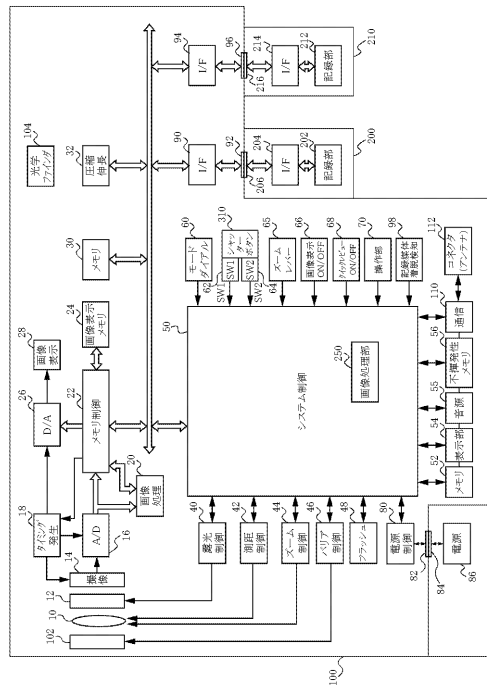 104
光学
ファインダ
32
圧縮
伸長
30
メモリ
94
I/F
96
216
214
I/F
212
記録部
210
90
I/F
92
206
204
I/F
202
記録部
200
28
画像
表示
24
画像表示
メモリ
26
D/A
22
メモリ制御
20
画像
処理
18
タイミング
発生
16
A/D
14
撮像
12
10
102
100
50
システム制御
250
画像処理部
60
モード
ダイアル
310
シャッ
ター
ボタン
SW1
62
SW1
SW2
64
SW2
65
ズーム
レバー
66
画像表示
ON/OFF
68
クイックレビュー
ON/OFF
70
操作部
98
記録媒体
着脱検知
112
コネクタ
(アンテナ)
110
通信
56
不揮発性
メモリ
55
音源
54
表示部
52
メモリ
40
露光
制御
42
測距
制御
44
ズーム
制御
46
バリア
制御
48
フラッシュ
80
電源
制御
82
84
86
電源